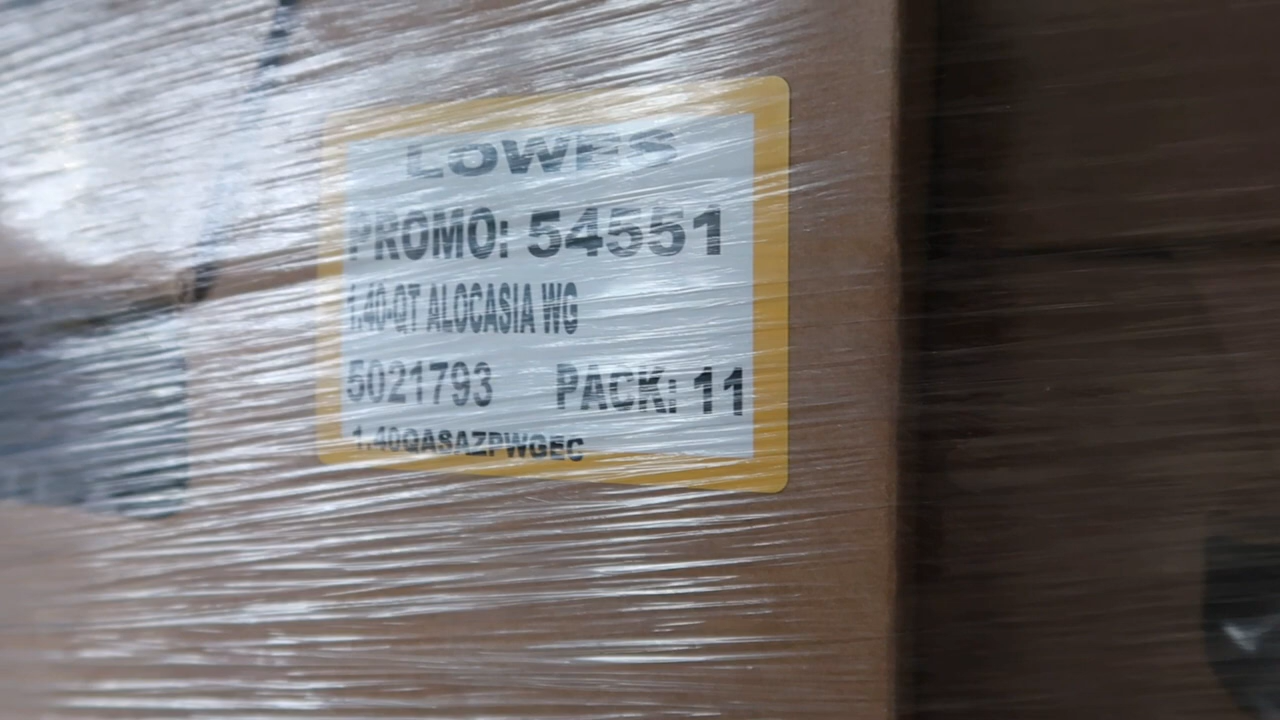 LOWES
PROMO: 54551
1.40-QT ALOCASIA WG
5021793 PACK: 11
1.40QASAZPWGEC